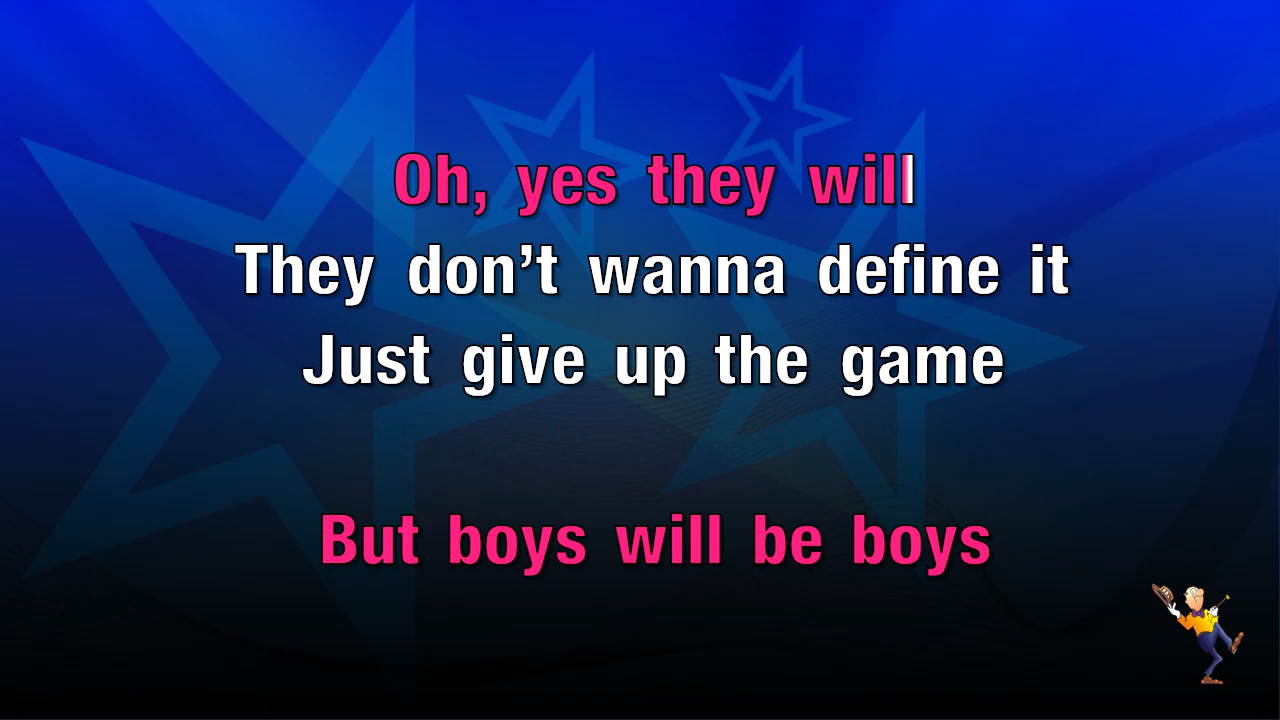 Oh, yes they will
They don't wanna define it
Just give up the game
But boys will be boys